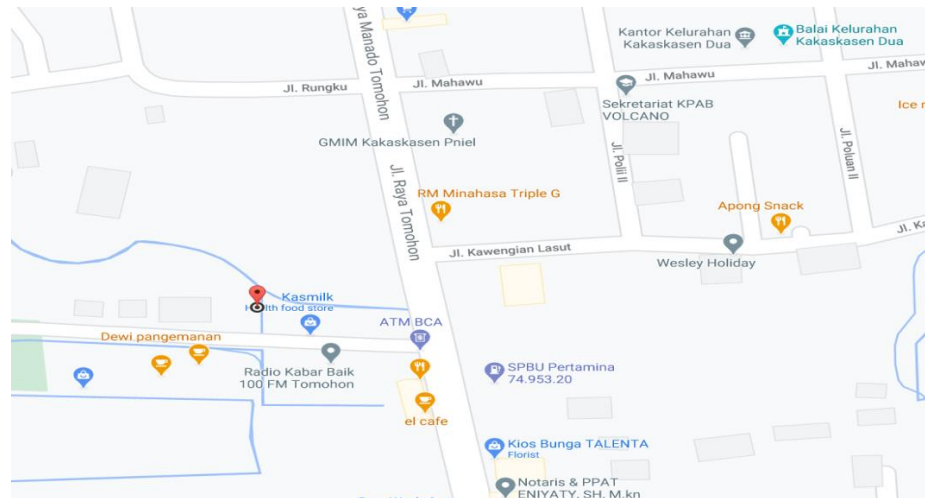 Kantor Kelurahan
Kakaskasen Dua
Balai Kelurahan
Kakaskasen Dua
ya Manado Tomohon
Jl. Rungku
Jl. Mahawu
Jl. Mahawu
Jl. Mahaw
Sekretariat KPAB
VOLCANO
Ice
GMIM Kakaskasen Pniel
Jl. Polii II
Jl. Poluan II
Jl. Raya Tomohon
RM Minahasa Triple G
Apong Snack
Jl. Ka
Jl. Kawengian Lasut
Wesley Holiday
Kasmilk
Health food store
ATM BCA
Dewi pangemanan
Radio Kabar Baik
100 FM Tomohon
SPBU Pertamina
74.953.20
el cafe
Kios Bunga TALENTA
Florist
Notaris & PPAT
ENIYATY, SH, M.kn